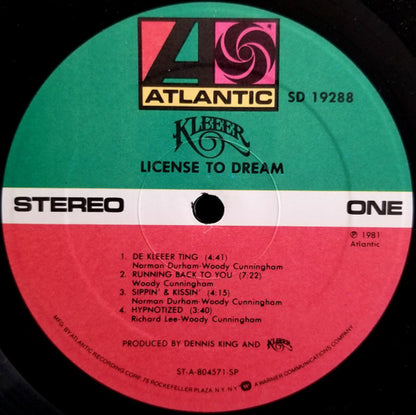 ATLANTIC
SD 19288
KLEEER
LICENSE TO DREAM
STEREO ONE
℗ 1981
Atlantic
1. DE KLEEER TING (4:41)
Norman Durham-Woody Cunningham
2. RUNNING BACK TO YOU (7:22)
Woody Cunningham
3. SIPPIN' & KISSIN' (4:15)
Norman Durham-Woody Cunningham
4. HYPNOTIZED (3:40)
Richard Lee-Woody Cunningham
PRODUCED BY DENNIS KING AND KLEEER
ST-A-804571-SP
MFG. BY ATLANTIC RECORDING CORP. 75 ROCKEFELLER PLAZA, N.Y. N.Y. A WARNER COMMUNICATIONS COMPANY